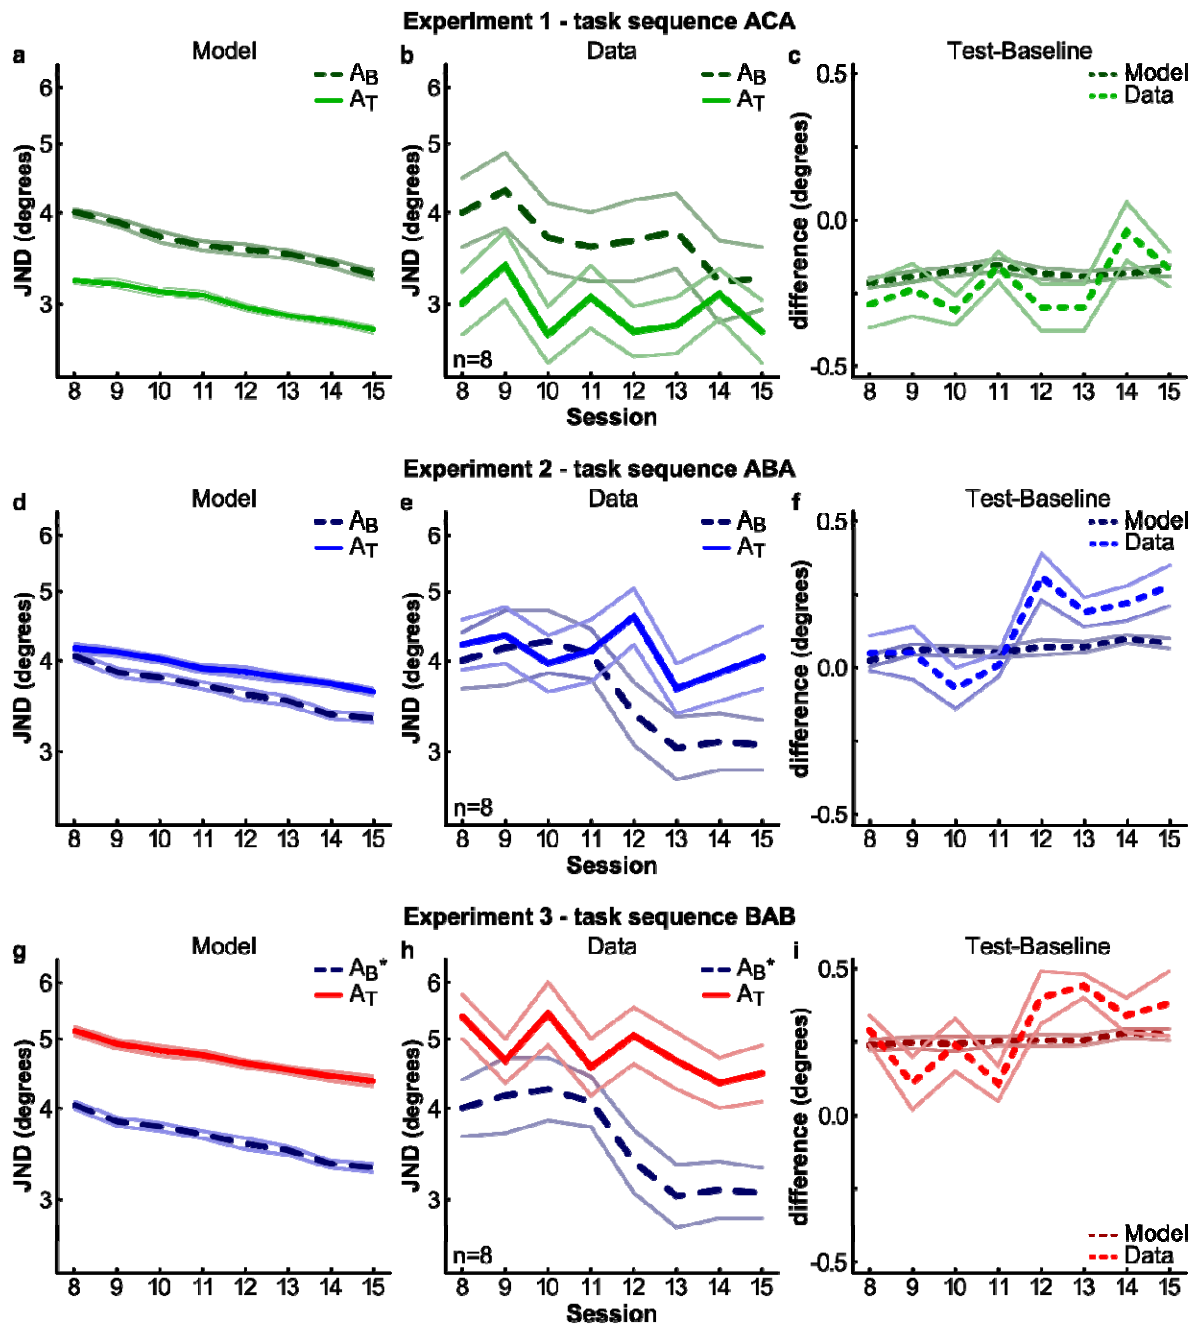 Experiment 1 - task sequence ACA
a Model b Data c Test-Baseline
JND (degrees)
6
5
4
3
AB
AT
8 9 10 11 12 13 14 15
JND (degrees)
6
5
4
3
AB
AT
n=8
8 9 10 11 12 13 14 15
Session
difference (degrees)
0.5
0.0
-0.5
Model
Data
8 9 10 11 12 13 14 15
Experiment 2 - task sequence ABA
d Model e Data f Test-Baseline
JND (degrees)
6
5
4
3
AB
AT
8 9 10 11 12 13 14 15
JND (degrees)
6
5
4
3
AB
AT
n=8
8 9 10 11 12 13 14 15
Session
difference (degrees)
0.5
0.0
-0.5
Model
Data
8 9 10 11 12 13 14 15
Experiment 3 - task sequence BAB
g Model h Data i Test-Baseline
JND (degrees)
6
5
4
3
AB*
AT
8 9 10 11 12 13 14 15
JND (degrees)
6
5
4
3
AB*
AT
n=8
8 9 10 11 12 13 14 15
Session
difference (degrees)
0.5
0.0
-0.5
Model
Data
8 9 10 11 12 13 14 15